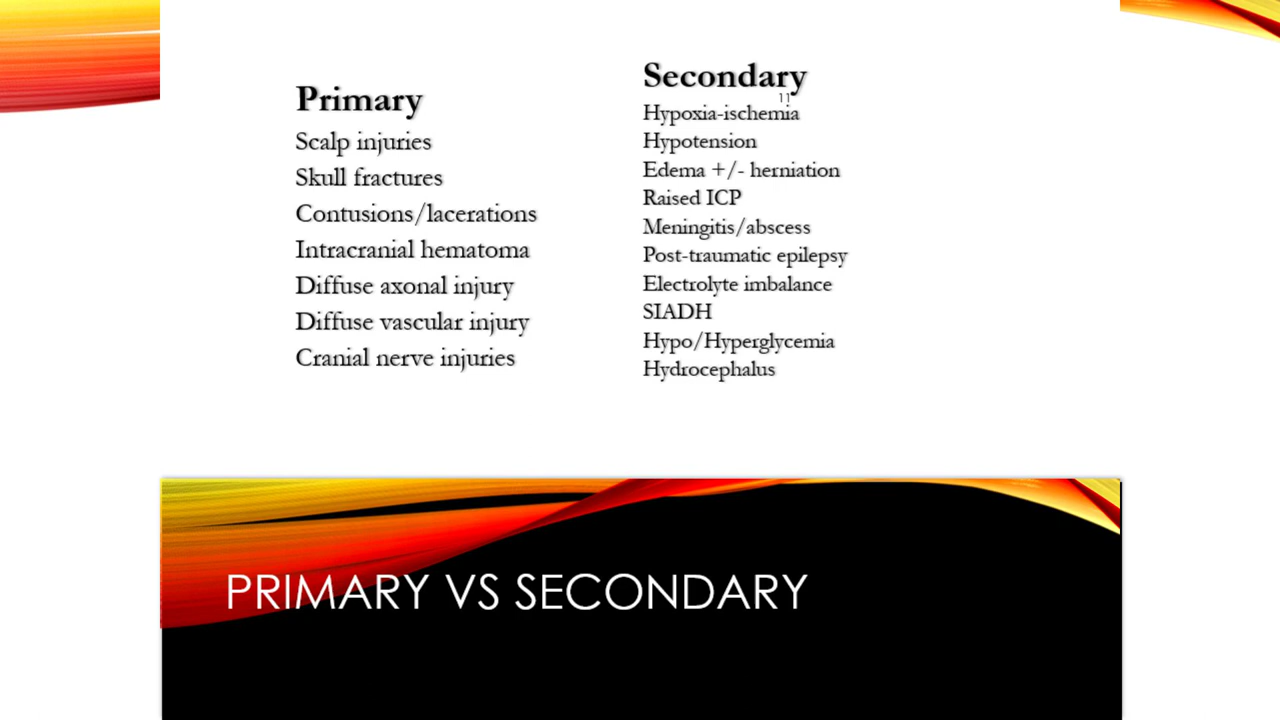 Primary
Scalp injuries
Skull fractures
Contusions/lacerations
Intracranial hematoma
Diffuse axonal injury
Diffuse vascular injury
Cranial nerve injuries
Secondary
11
Hypoxia-ischemia
Hypotension
Edema +/- herniation
Raised ICP
Meningitis/abscess
Post-traumatic epilepsy
Electrolyte imbalance
SIADH
Hypo/Hyperglycemia
Hydrocephalus
PRIMARY VS SECONDARY